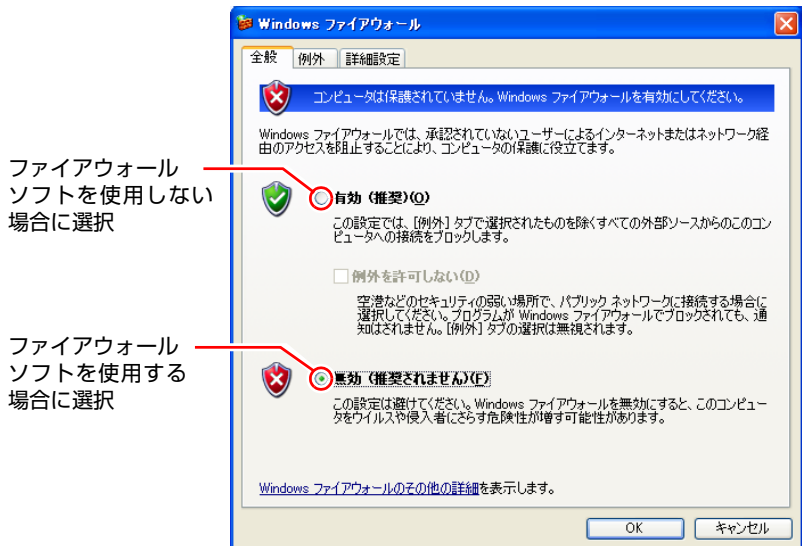 Windows ファイアウォール
全般
例外
詳細設定
コンピュータは保護されていません。Windows ファイアウォールを有効にしてください。
Windows ファイアウォールでは、承認されていないユーザーによるインターネットまたはネットワーク経
由のアクセスを阻止することにより、コンピュータの保護に役立てます。
ファイアウォール
ソフトを使用しない
場合に選択
有効 (推奨)(O)
この設定では、[例外] タブで選択されたものを除くすべての外部ソースからのこのコン
ピュータへの接続をブロックします。
例外を許可しない(D)
空港などのセキュリティの弱い場所で、パブリック ネットワークに接続する場合に
選択してください。プログラムが Windows ファイアウォールでブロックされても、通
知はされません。[例外] タブの選択は無視されます。
ファイアウォール
ソフトを使用する
場合に選択
無効 (推奨されません)(F)
この設定は避けてください。Windows ファイアウォールを無効にすると、このコンピュー
タをウイルスや侵入者にさらす危険性が増す可能性があります。
Windows ファイアウォールのその他の詳細を表示します。
OK
キャンセル